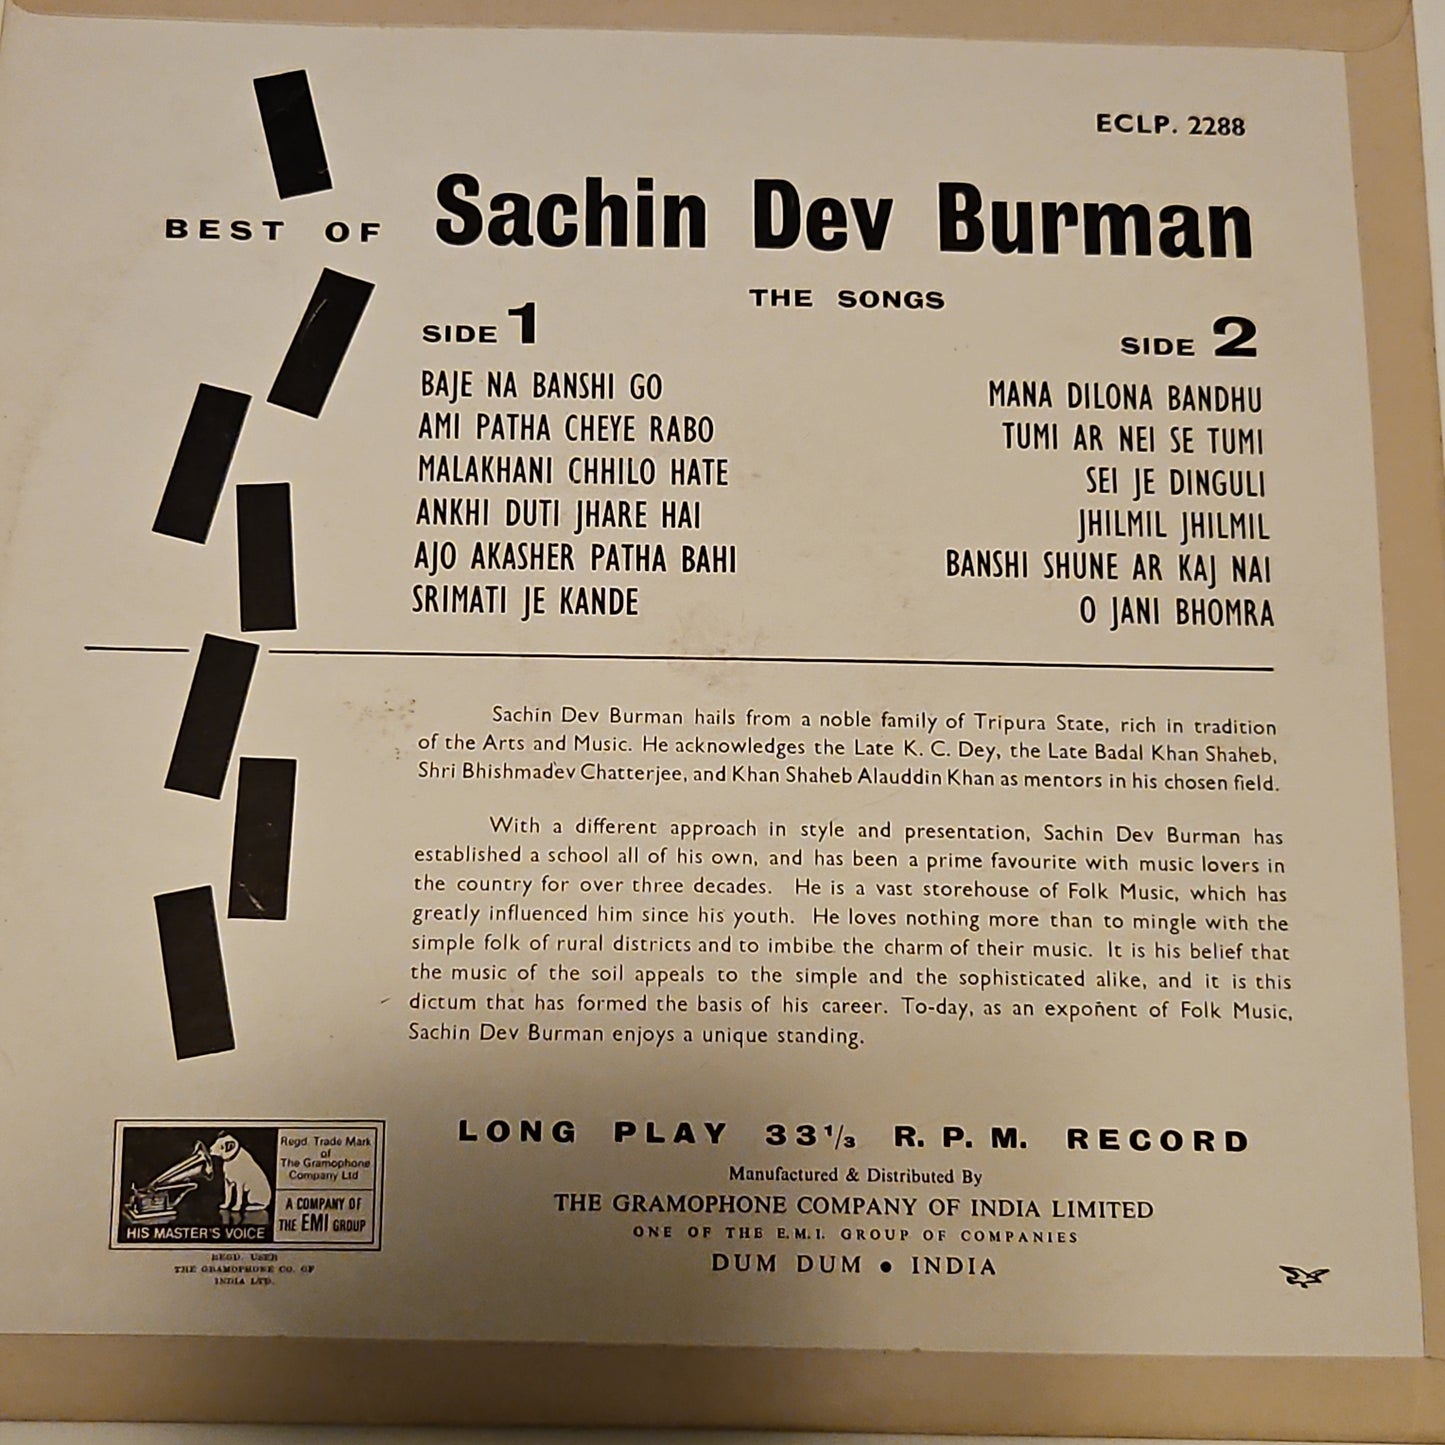 ECLP. 2288
BEST OF Sachin Dev Burman
THE SONGS
SIDE 1
BAJE NA BANSHI GO
AMI PATHA CHEYE RABO
MALAKHANI CHHILO HATE
ANKHI DUTI JHARE HAI
AJO AKASHER PATHA BAHI
SRIMATI JE KANDE
SIDE 2
MANA DILONA BANDHU
TUMI AR NEI SE TUMI
SEI JE DINGULI
JHILMIL JHILMIL
BANSHI SHUNE AR KAJ NAI
O JANI BHOMRA
Sachin Dev Burman hails from a noble family of Tripura State, rich in tradition
of the Arts and Music. He acknowledges the Late K. C. Dey, the Late Badal Khan Shaheb,
Shri Bhishmadev Chatterjee, and Khan Shaheb Alauddin Khan as mentors in his chosen field.
With a different approach in style and presentation, Sachin Dev Burman has
established a school all of his own, and has been a prime favourite with music lovers in
the country for over three decades. He is a vast storehouse of Folk Music, which has
greatly influenced him since his youth. He loves nothing more than to mingle with the
simple folk of rural districts and to imbibe the charm of their music. It is his belief that
the music of the soil appeals to the simple and the sophisticated alike, and it is this
dictum that has formed the basis of his career. To-day, as an exponent of Folk Music,
Sachin Dev Burman enjoys a unique standing.
LONG PLAY 33 1/3 R. P. M. RECORD
Manufactured & Distributed By
THE GRAMOPHONE COMPANY OF INDIA LIMITED
ONE OF THE E.M.I. GROUP OF COMPANIES
DUM DUM • INDIA
Regd. Trade Mark
of
The Gramophone
Company Ltd
A COMPANY OF
THE EMI GROUP
HIS MASTER'S VOICE
REGD. USER
THE GRAMOPHONE CO. OF
INDIA LTD.